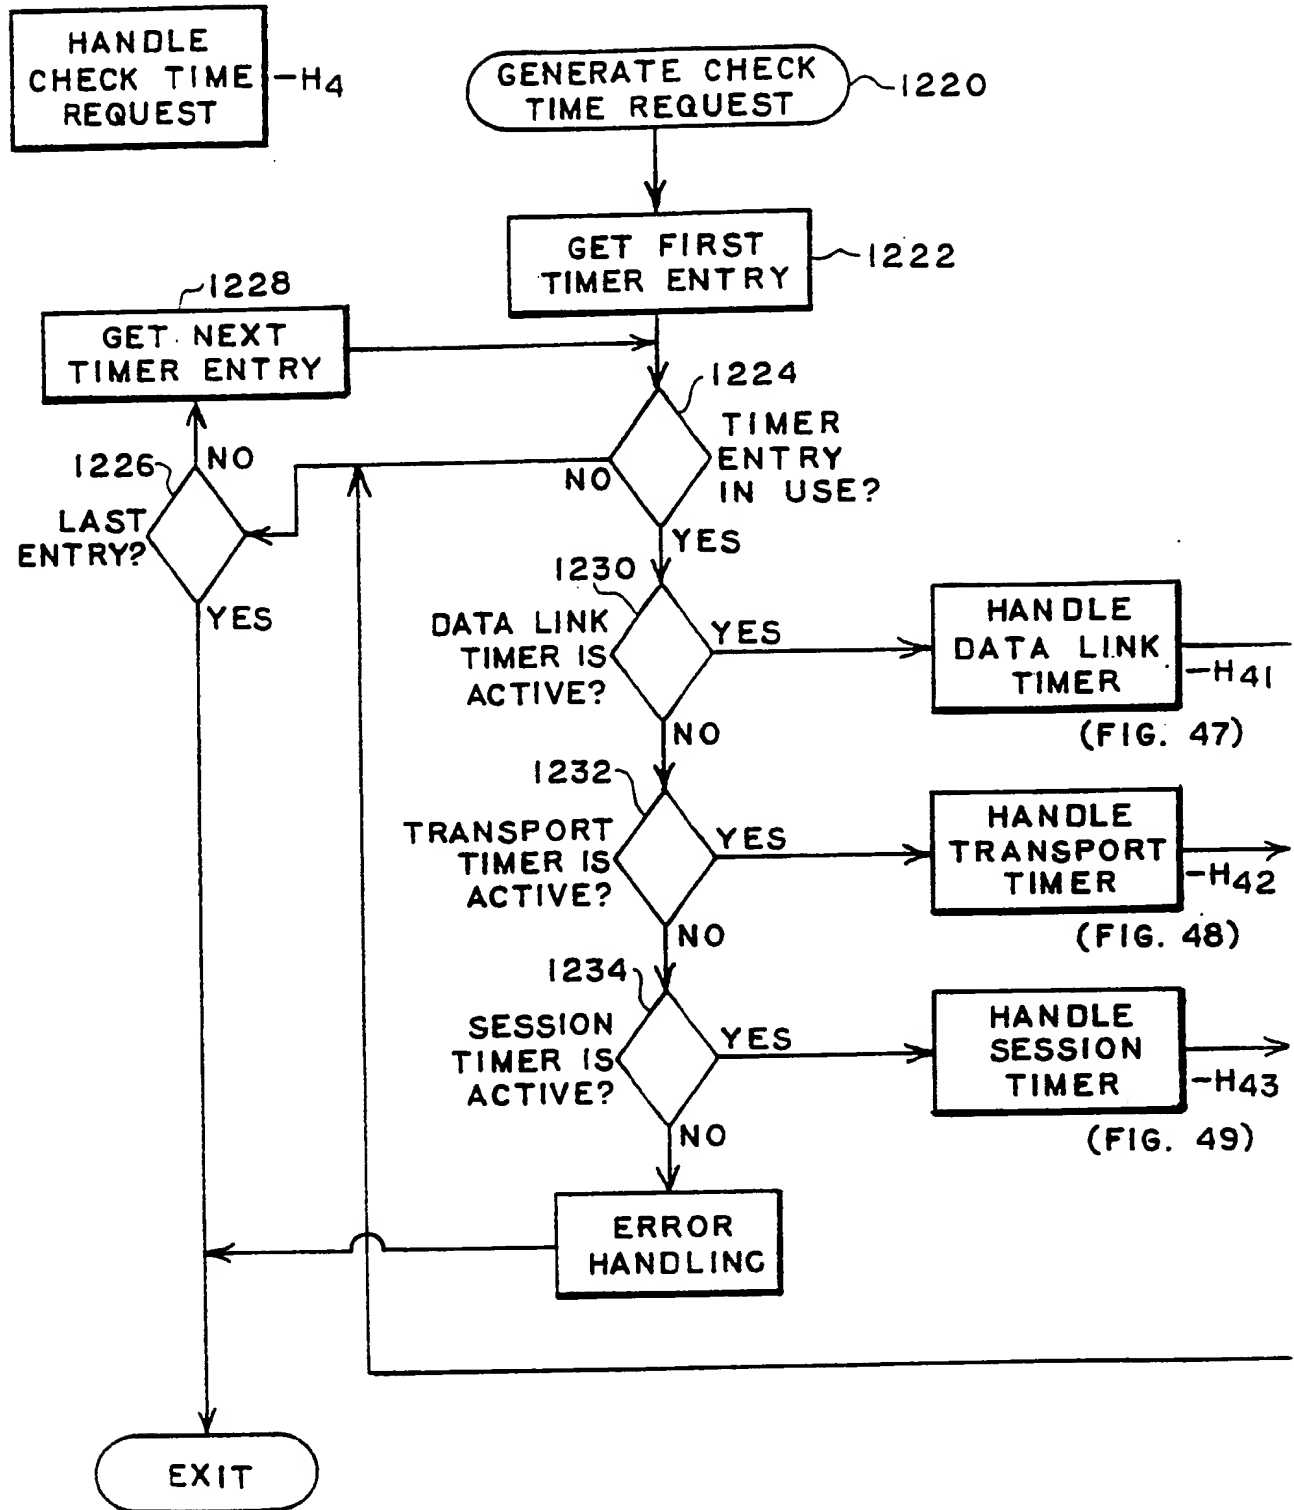 HANDLE
CHECK TIME
REQUEST
-H4
GENERATE CHECK
TIME REQUEST
1220
GET FIRST
TIMER ENTRY
1222
1228
GET NEXT
TIMER ENTRY
1224
TIMER
ENTRY
IN USE?
NO
YES
1226
NO
LAST
ENTRY?
YES
1230
DATA LINK
TIMER IS
ACTIVE?
YES
NO
HANDLE
DATA LINK
TIMER
-H41
(FIG. 47)
1232
TRANSPORT
TIMER IS
ACTIVE?
YES
NO
HANDLE
TRANSPORT
TIMER
-H42
(FIG. 48)
1234
SESSION
TIMER IS
ACTIVE?
YES
NO
HANDLE
SESSION
TIMER
-H43
(FIG. 49)
ERROR
HANDLING
EXIT